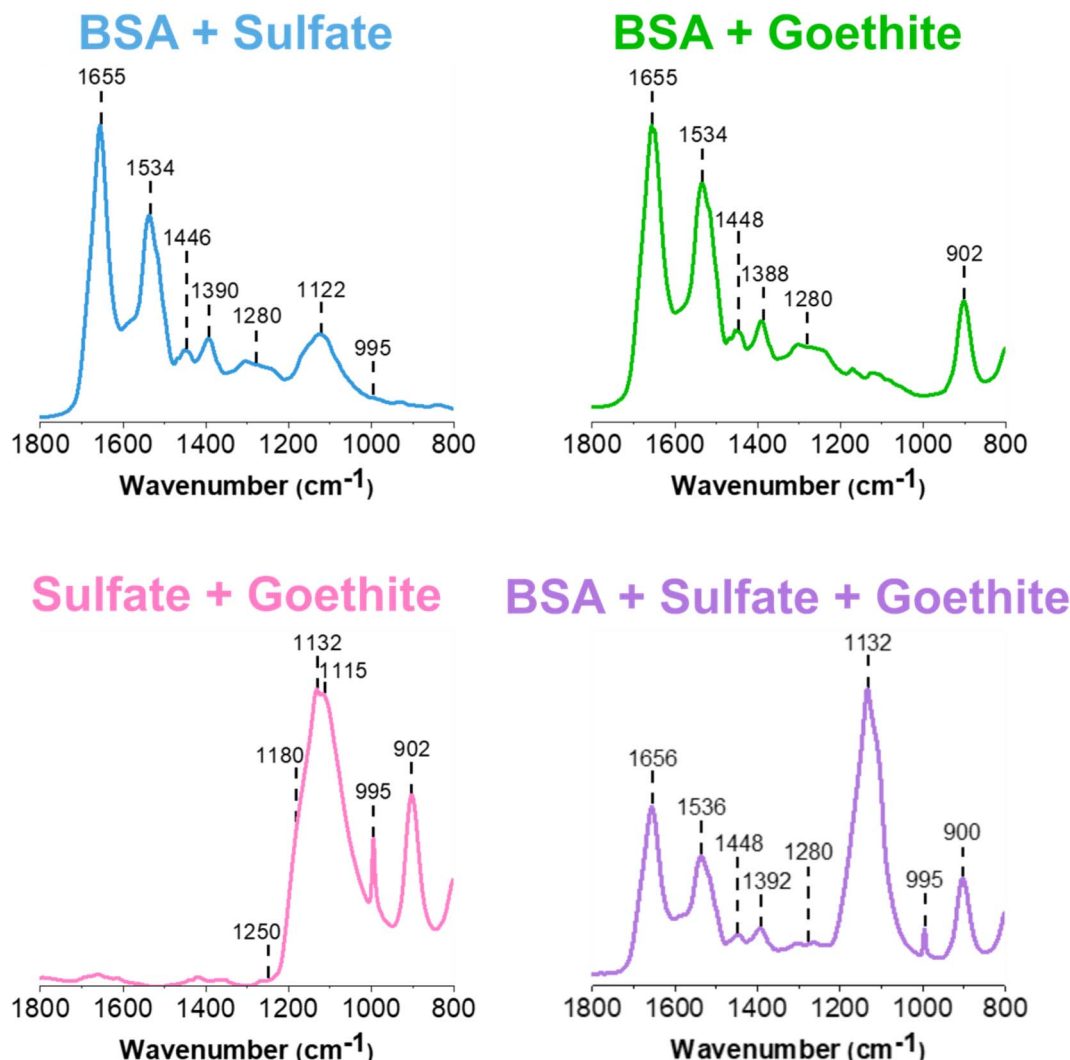 BSA + Sulfate
1655
1534
1446
1390
1280
1122
995
1800 1600 1400 1200 1000 800
Wavenumber (cm-1)
BSA + Goethite
1655
1534
1448
1388
1280
902
1800 1600 1400 1200 1000 800
Wavenumber (cm-1)
Sulfate + Goethite
1132
1115
1180
995
902
1250
1800 1600 1400 1200 1000 800
Wavenumber (cm-1)
BSA + Sulfate + Goethite
1132
1656
1536
1448
1392
1280
995
900
1800 1600 1400 1200 1000 800
Wavenumber (cm-1)